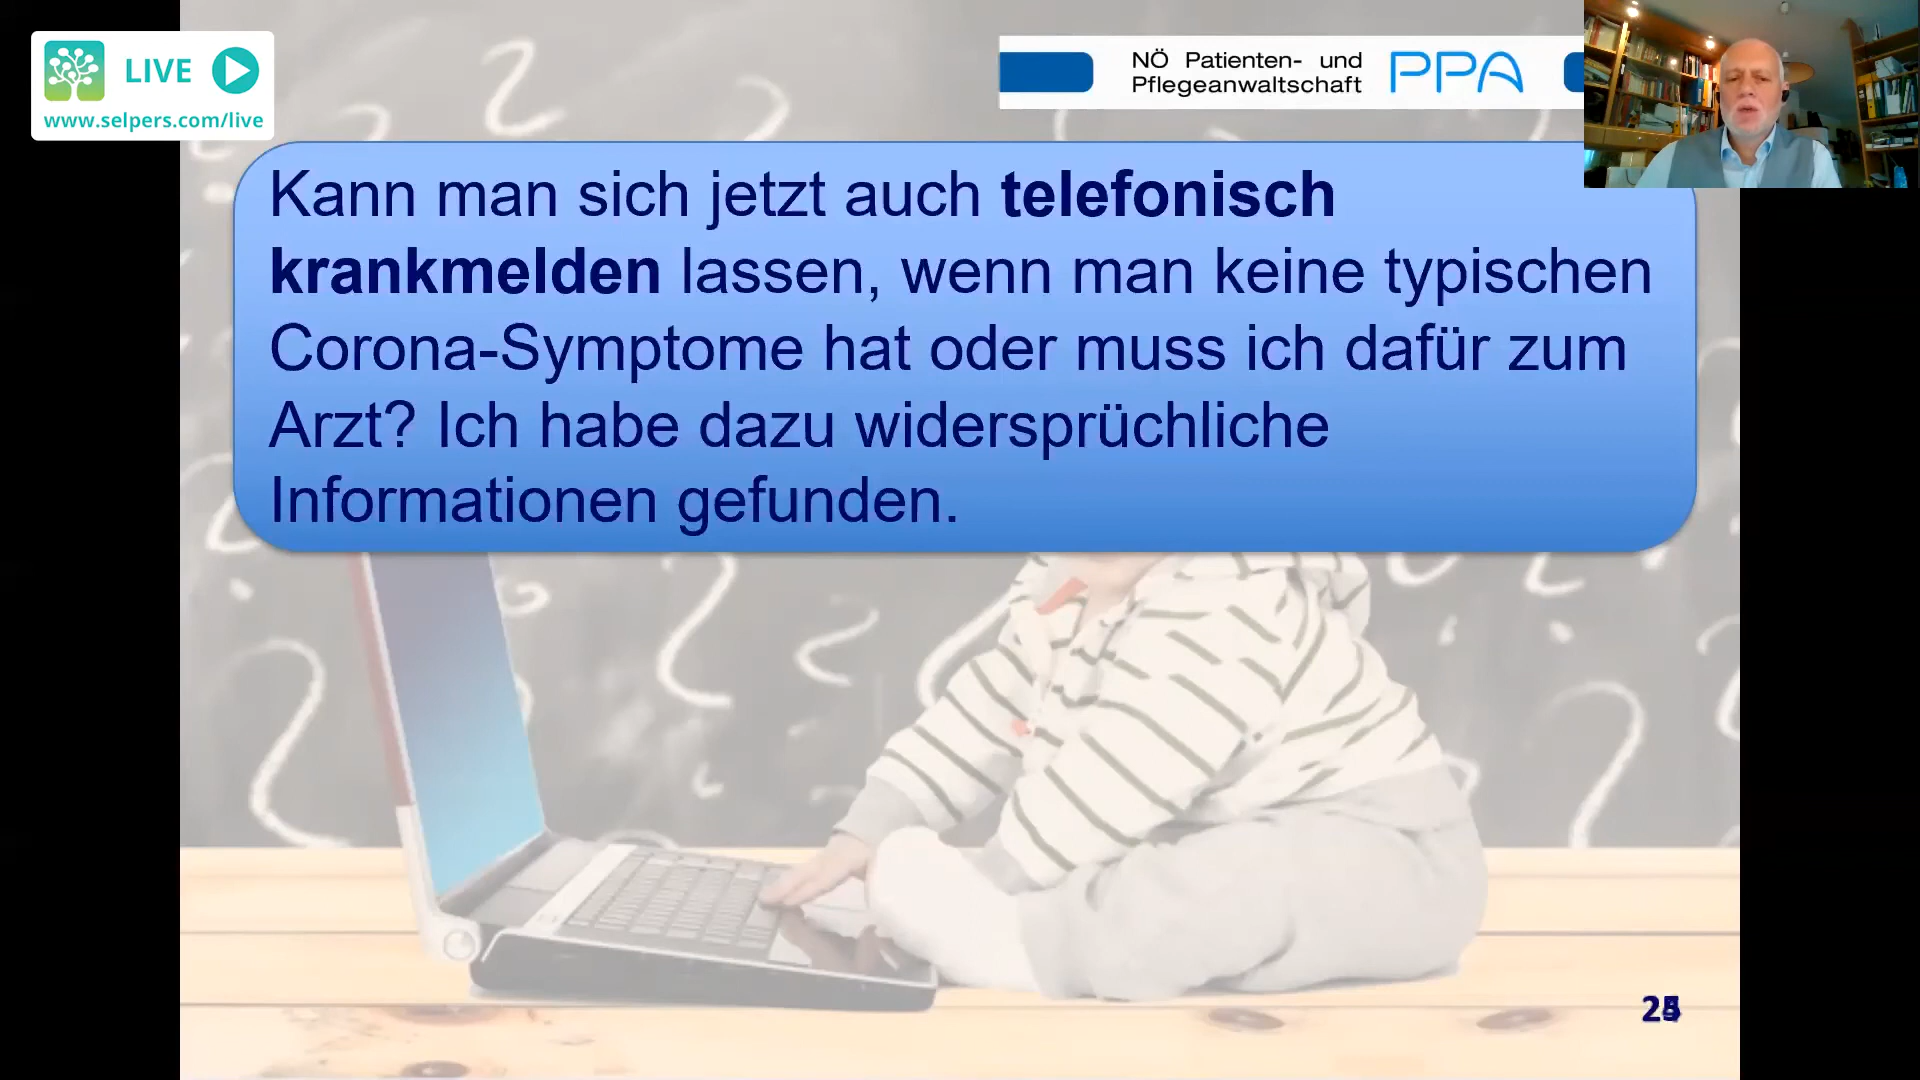 LIVE
www.selpers.com/live
NÖ Patienten- und
Pflegeanwaltschaft
PPA
Kann man sich jetzt auch telefonisch
krankmelden lassen, wenn man keine typischen
Corona-Symptome hat oder muss ich dafür zum
Arzt? Ich habe dazu widersprüchliche
Informationen gefunden.